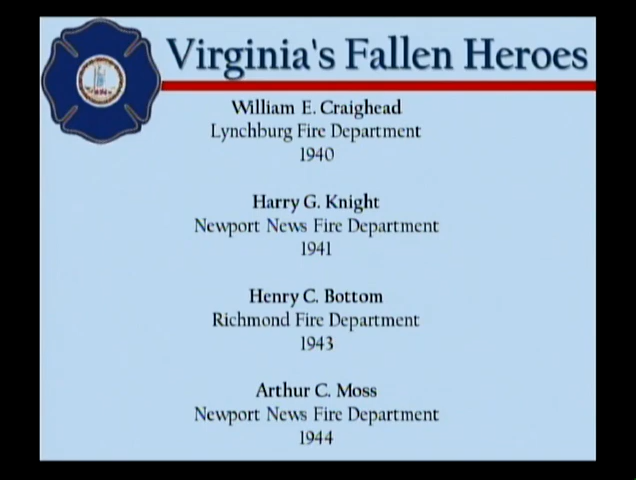 Virginia's Fallen Heroes
William E. Craighead
Lynchburg Fire Department
1940
Harry G. Knight
Newport News Fire Department
1941
Henry C. Bottom
Richmond Fire Department
1943
Arthur C. Moss
Newport News Fire Department
1944